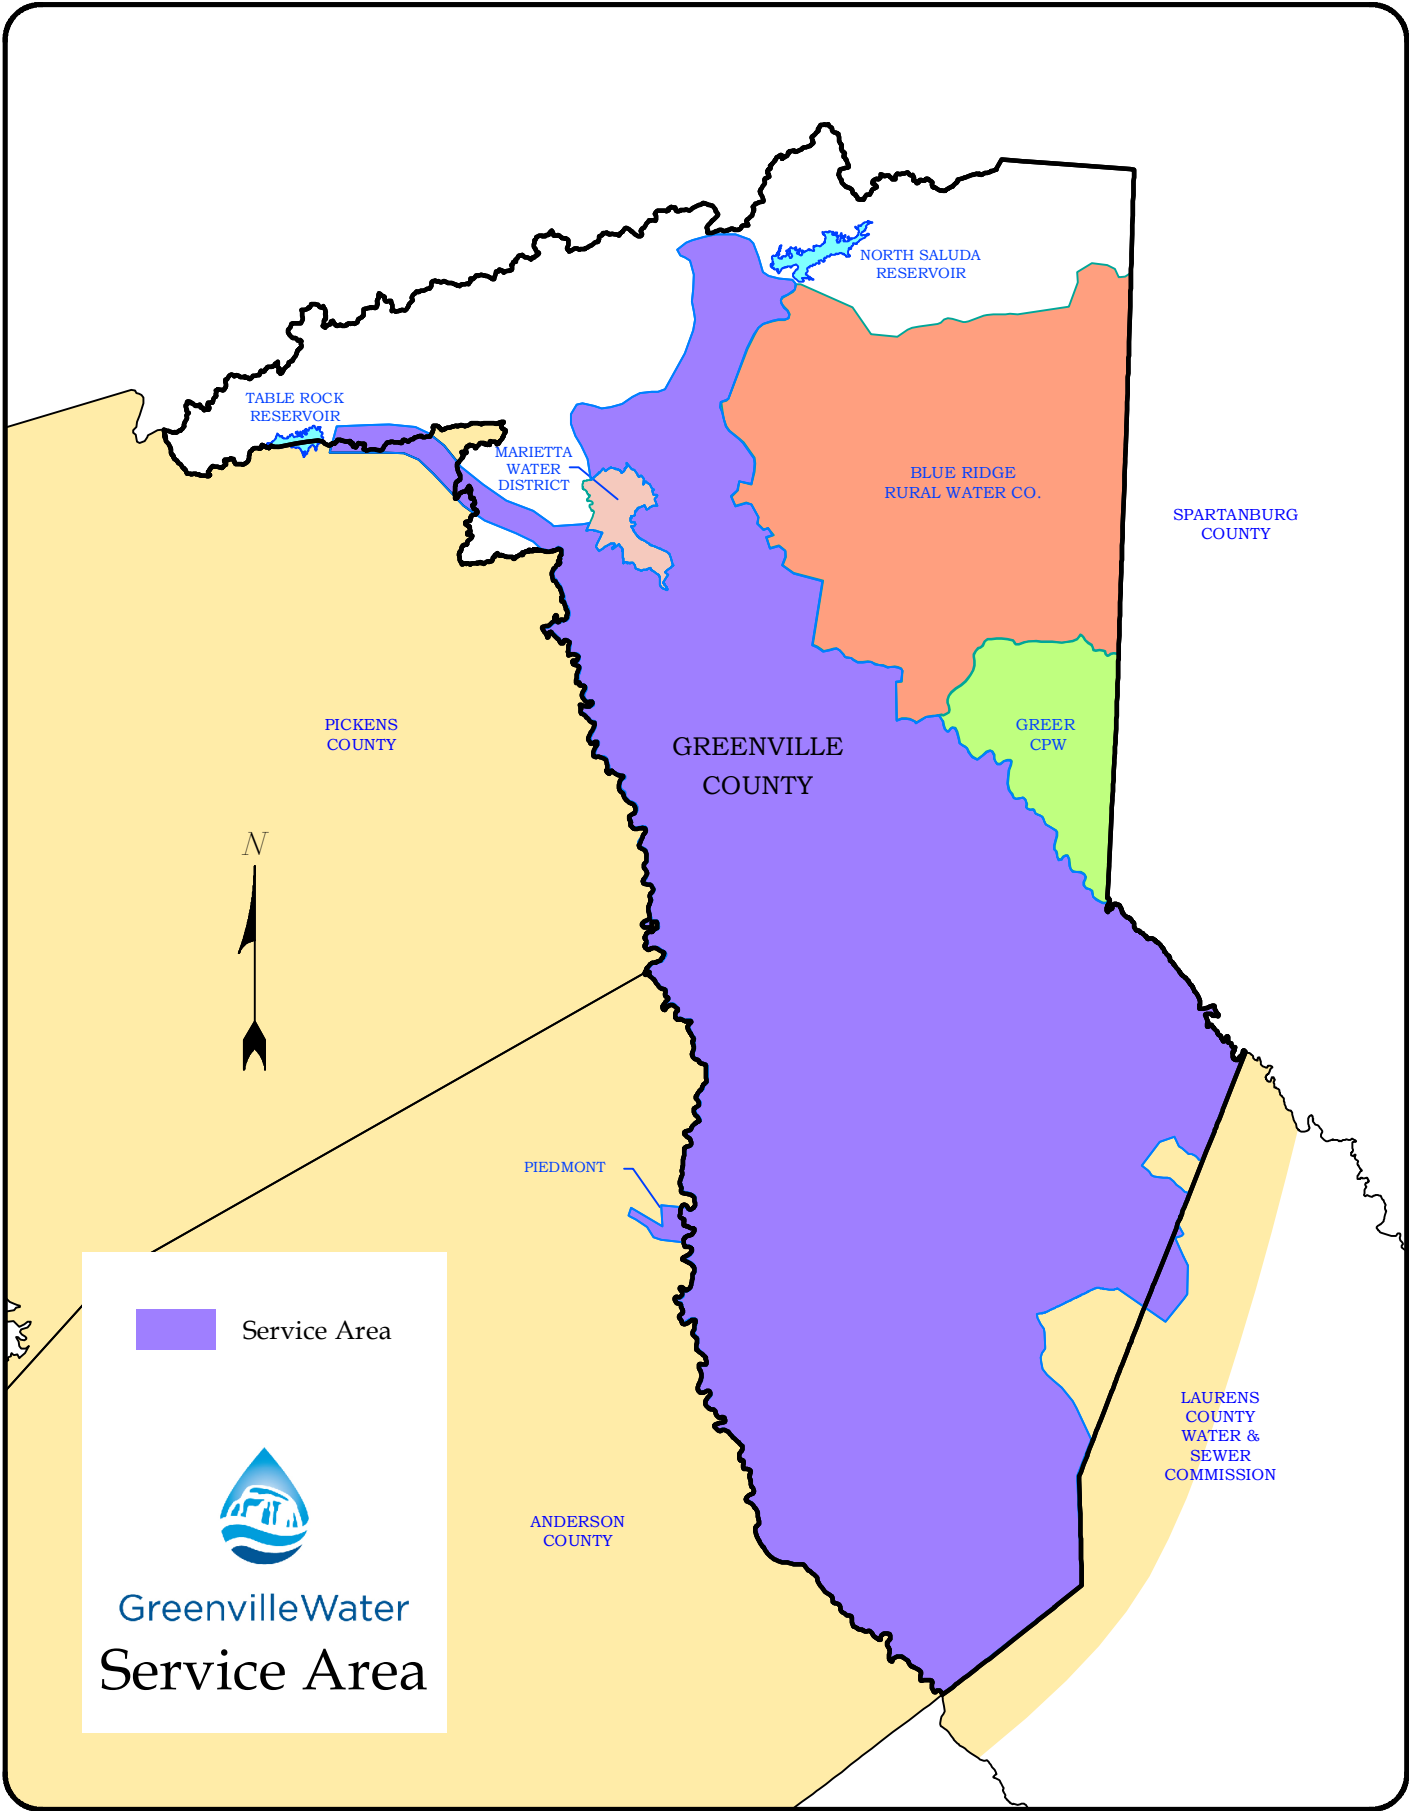 NORTH SALUDA
RESERVOIR
TABLE ROCK
RESERVOIR
MARIETTA
WATER
DISTRICT
BLUE RIDGE
RURAL WATER CO.
SPARTANBURG
COUNTY
PICKENS
COUNTY
GREENVILLE
COUNTY
GREER
CPW
N
PIEDMONT
Service Area
LAURENS
COUNTY
WATER &
SEWER
COMMISSION
ANDERSON
COUNTY
GreenvilleWater
Service Area